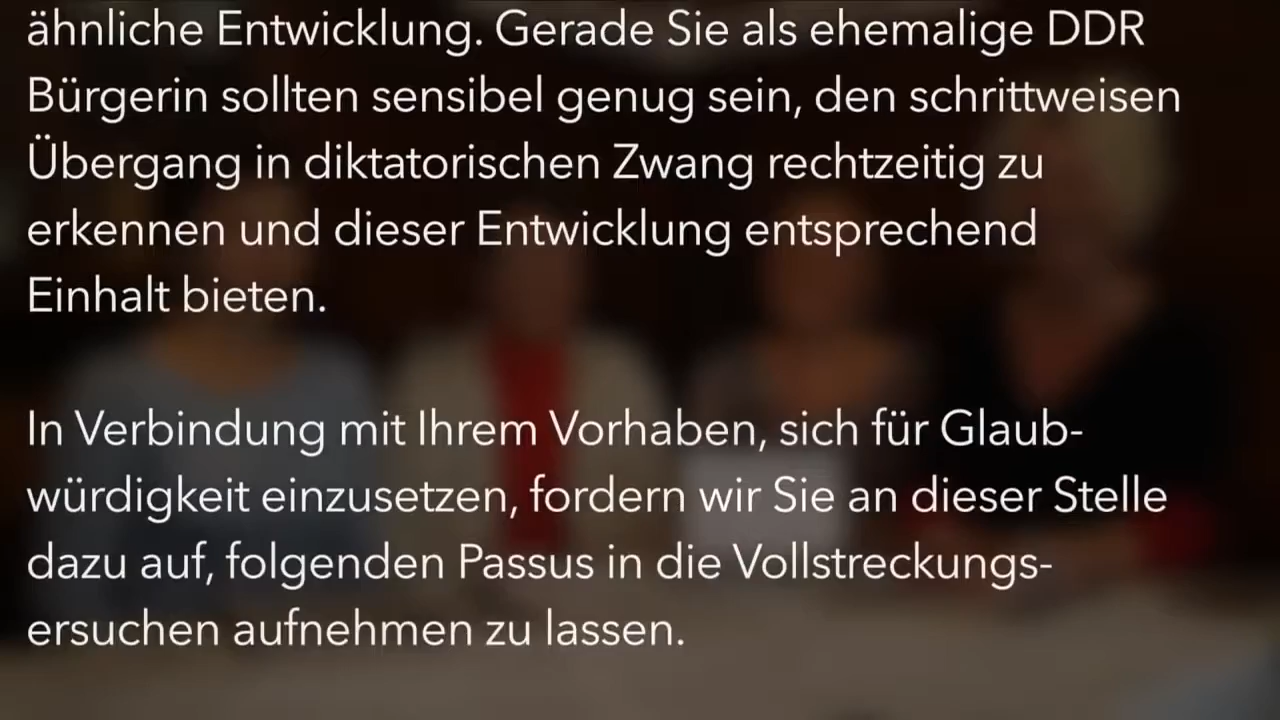 ähnliche Entwicklung. Gerade Sie als ehemalige DDR
Bürgerin sollten sensibel genug sein, den schrittweisen
Übergang in diktatorischen Zwang rechtzeitig zu
erkennen und dieser Entwicklung entsprechend
Einhalt bieten.
In Verbindung mit Ihrem Vorhaben, sich für Glaub-
würdigkeit einzusetzen, fordern wir Sie an dieser Stelle
dazu auf, folgenden Passus in die Vollstreckungs-
ersuchen aufnehmen zu lassen.